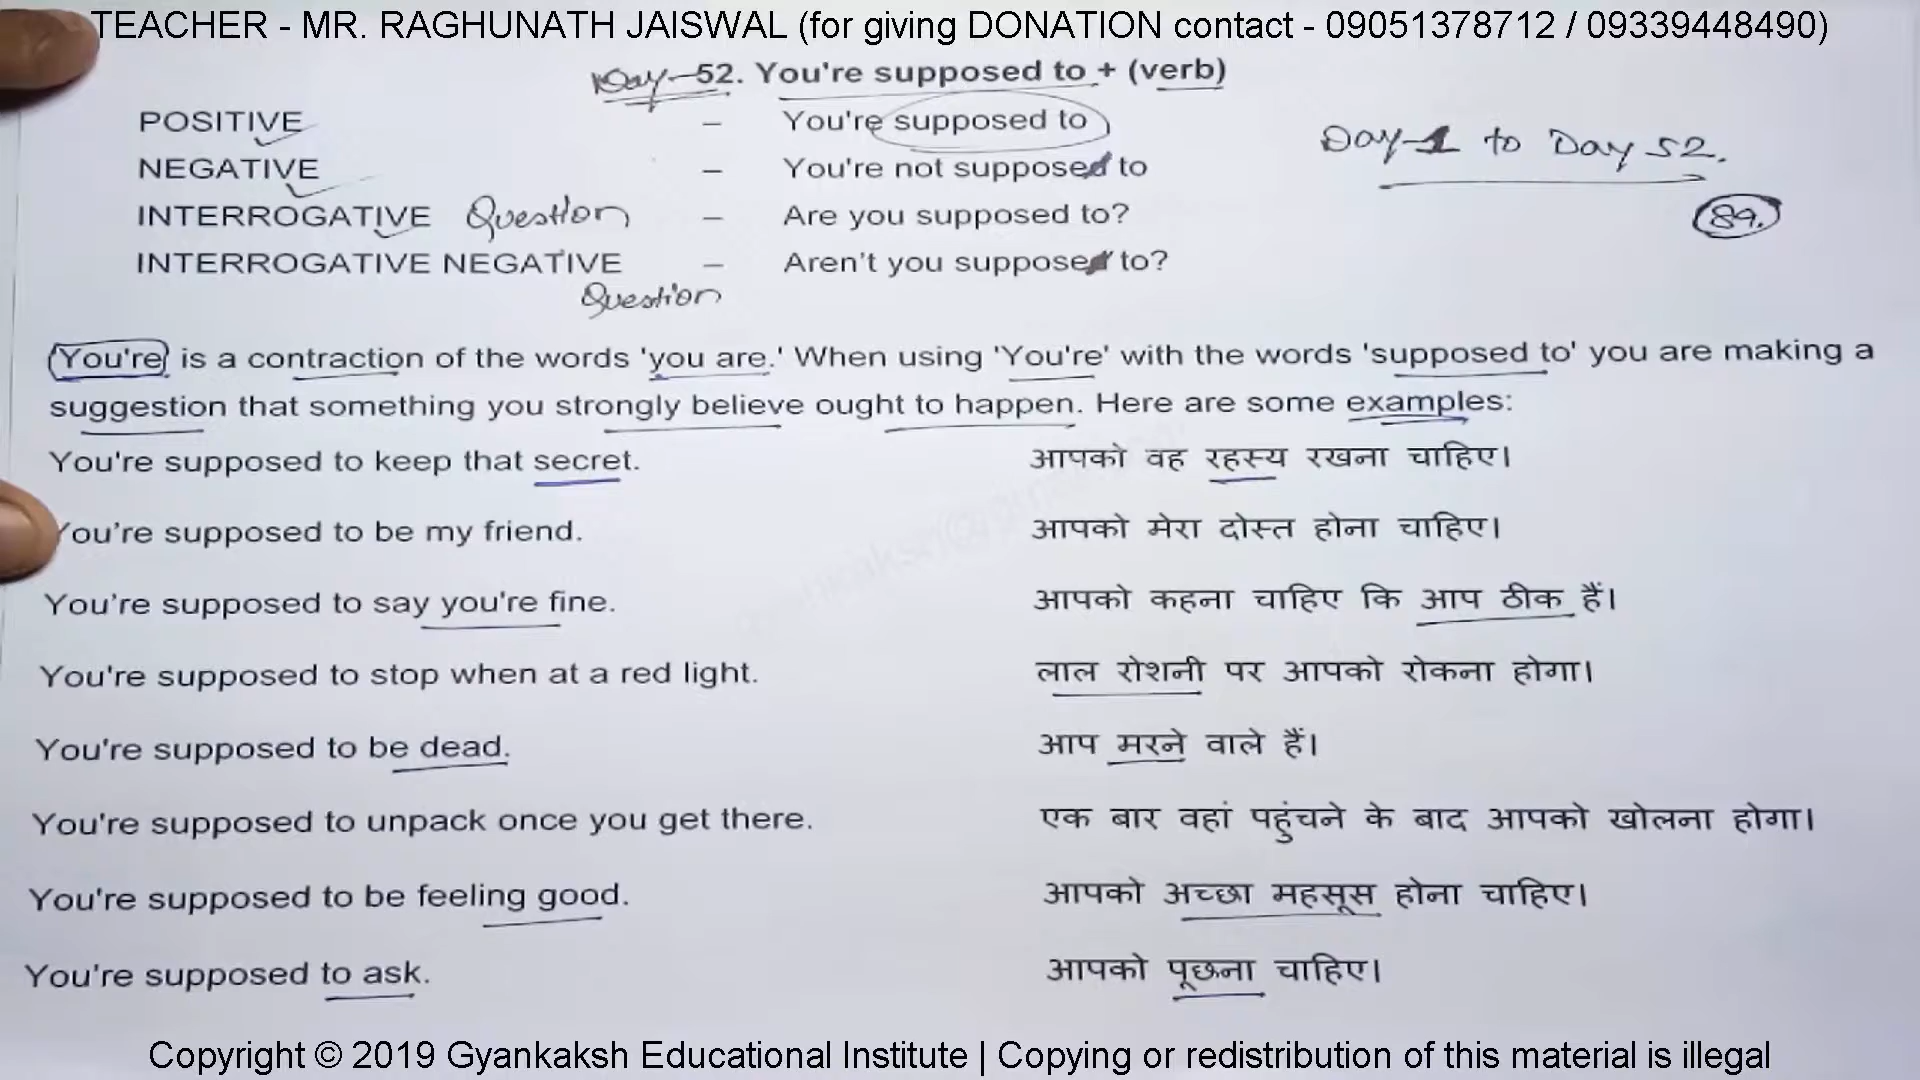 TEACHER - MR. RAGHUNATH JAISWAL (for giving DONATION contact - 09051378712 / 09339448490)
Day-52. You're supposed to + (verb)
POSITIVE – You're supposed to
NEGATIVE – You're not supposed to
Day-1 to Day 52.
INTERROGATIVE Question – Are you supposed to?
89.
INTERROGATIVE NEGATIVE – Aren't you supposed to?
Question
You're is a contraction of the words 'you are.' When using 'You're' with the words 'supposed to' you are making a
suggestion that something you strongly believe ought to happen. Here are some examples:
You're supposed to keep that secret. आपको वह रहस्य रखना चाहिए।
You're supposed to be my friend. आपको मेरा दोस्त होना चाहिए।
You're supposed to say you're fine. आपको कहना चाहिए कि आप ठीक हैं।
You're supposed to stop when at a red light. लाल रोशनी पर आपको रोकना होगा।
You're supposed to be dead. आप मरने वाले हैं।
You're supposed to unpack once you get there. एक बार वहां पहुंचने के बाद आपको खोलना होगा।
You're supposed to be feeling good. आपको अच्छा महसूस होना चाहिए।
You're supposed to ask. आपको पूछना चाहिए।
Copyright © 2019 Gyankaksh Educational Institute | Copying or redistribution of this material is illegal